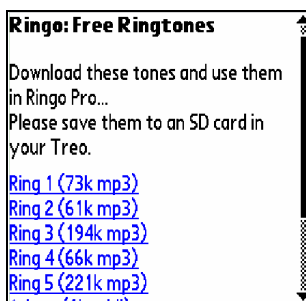 Ringo: Free Ringtones
Download these tones and use them
in Ringo Pro...
Please save them to an SD card in
your Treo.
Ring 1 (73k mp3)
Ring 2 (61k mp3)
Ring 3 (194k mp3)
Ring 4 (66k mp3)
Ring 5 (221k mp3)